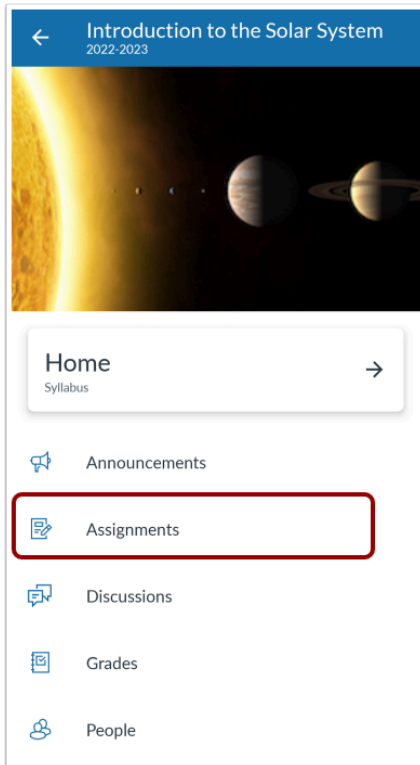 Introduction to the Solar System
2022-2023
Home
Syllabus
Announcements
Assignments
Discussions
Grades
People